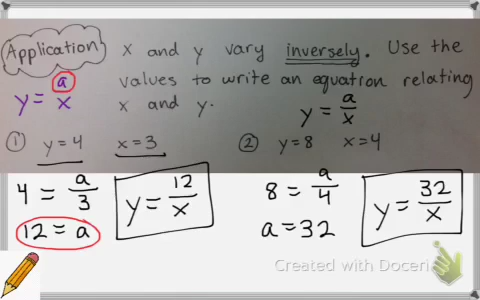 Application x and y vary inversely. Use the
y = a/x values to write an equation relating
x and y. y = a/x
① y = 4 x = 3 ② y = 8 x = 4
4 = a/3 y = 12/x 8 = a/4 y = 32/x
12 = a a = 32
Created with Doceri